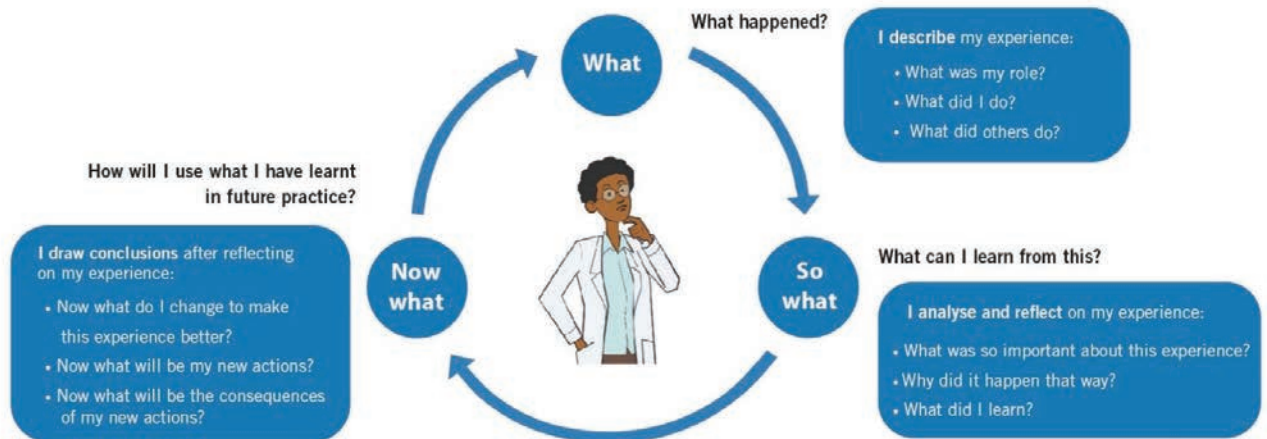 What
What happened?
I describe my experience:
• What was my role?
• What did I do?
• What did others do?
So
what
What can I learn from this?
I analyse and reflect on my experience:
• What was so important about this experience?
• Why did it happen that way?
• What did I learn?
Now
what
How will I use what I have learnt
in future practice?
I draw conclusions after reflecting
on my experience:
• Now what do I change to make
this experience better?
• Now what will be my new actions?
• Now what will be the consequences
of my new actions?